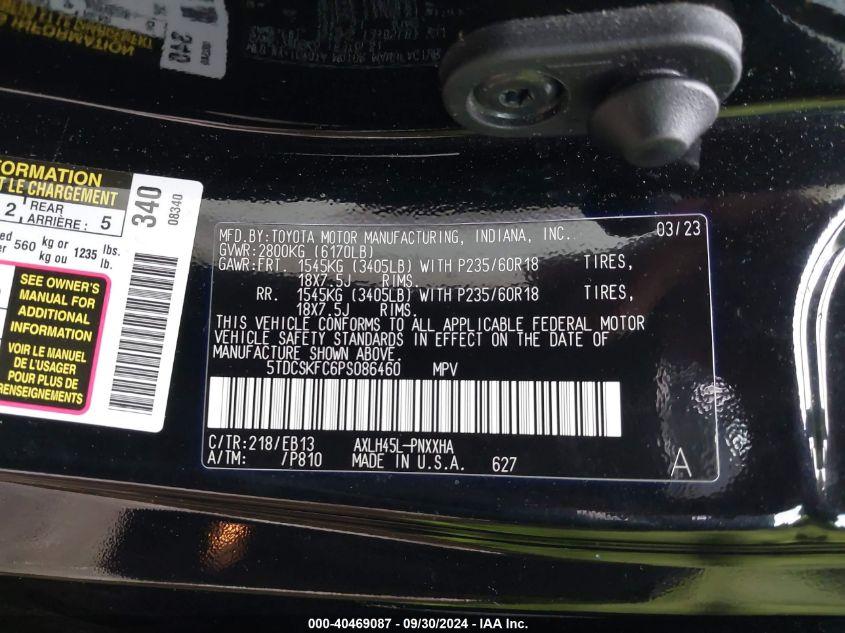 FORMATION
T LE CHARGEMENT
2 REAR
ARRIÈRE: 5
340
08340
560 kg or 1235 lbs.
kg ou lb.
SEE OWNER'S
MANUAL FOR
ADDITIONAL
INFORMATION
VOIR LE MANUEL
DE L'USAGER
POUR PLUS DE
RENSEIGNEMENTS
MFD.BY:TOYOTA MOTOR MANUFACTURING, INDIANA, INC. 03/23
GVWR:2800KG (6170LB)
GAWR:FRT. 1545KG (3405LB) WITH P235/60R18 TIRES,
18X7.5J RIMS.
RR. 1545KG (3405LB) WITH P235/60R18 TIRES,
18X7.5J RIMS.
THIS VEHICLE CONFORMS TO ALL APPLICABLE FEDERAL MOTOR
VEHICLE SAFETY STANDARDS IN EFFECT ON THE DATE OF
MANUFACTURE SHOWN ABOVE.
5TDCSKFC6PS086460 MPV
C/TR:218/EB13 AXLH45L-PNXXHA
A/TM: /P810 MADE IN U.S.A. 627 A
000-40469087 - 09/30/2024 - IAA Inc.